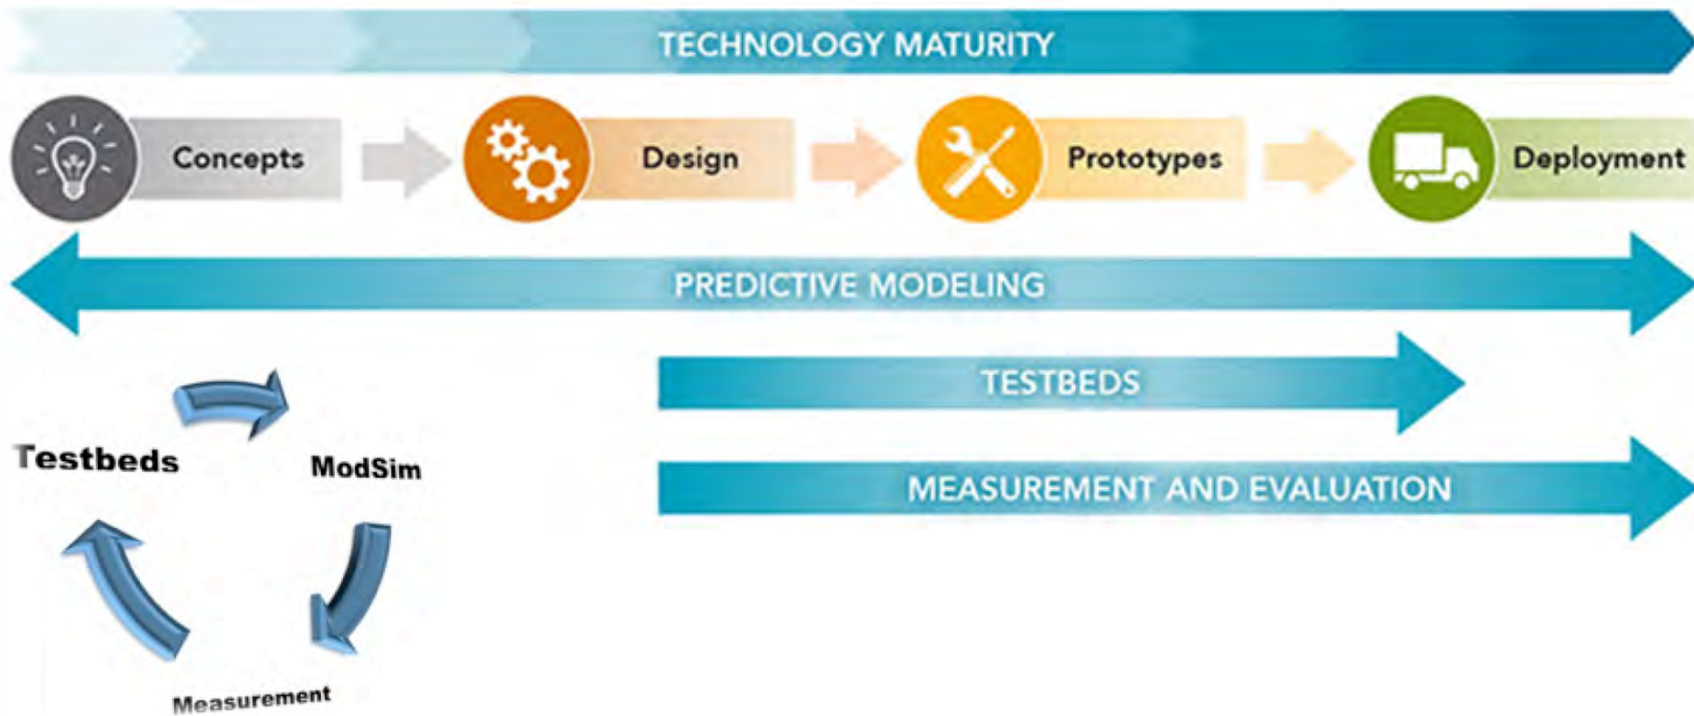 TECHNOLOGY MATURITY
Concepts
Design
Prototypes
Deployment
PREDICTIVE MODELING
TESTBEDS
Testbeds
ModSim
MEASUREMENT AND EVALUATION
Measurement